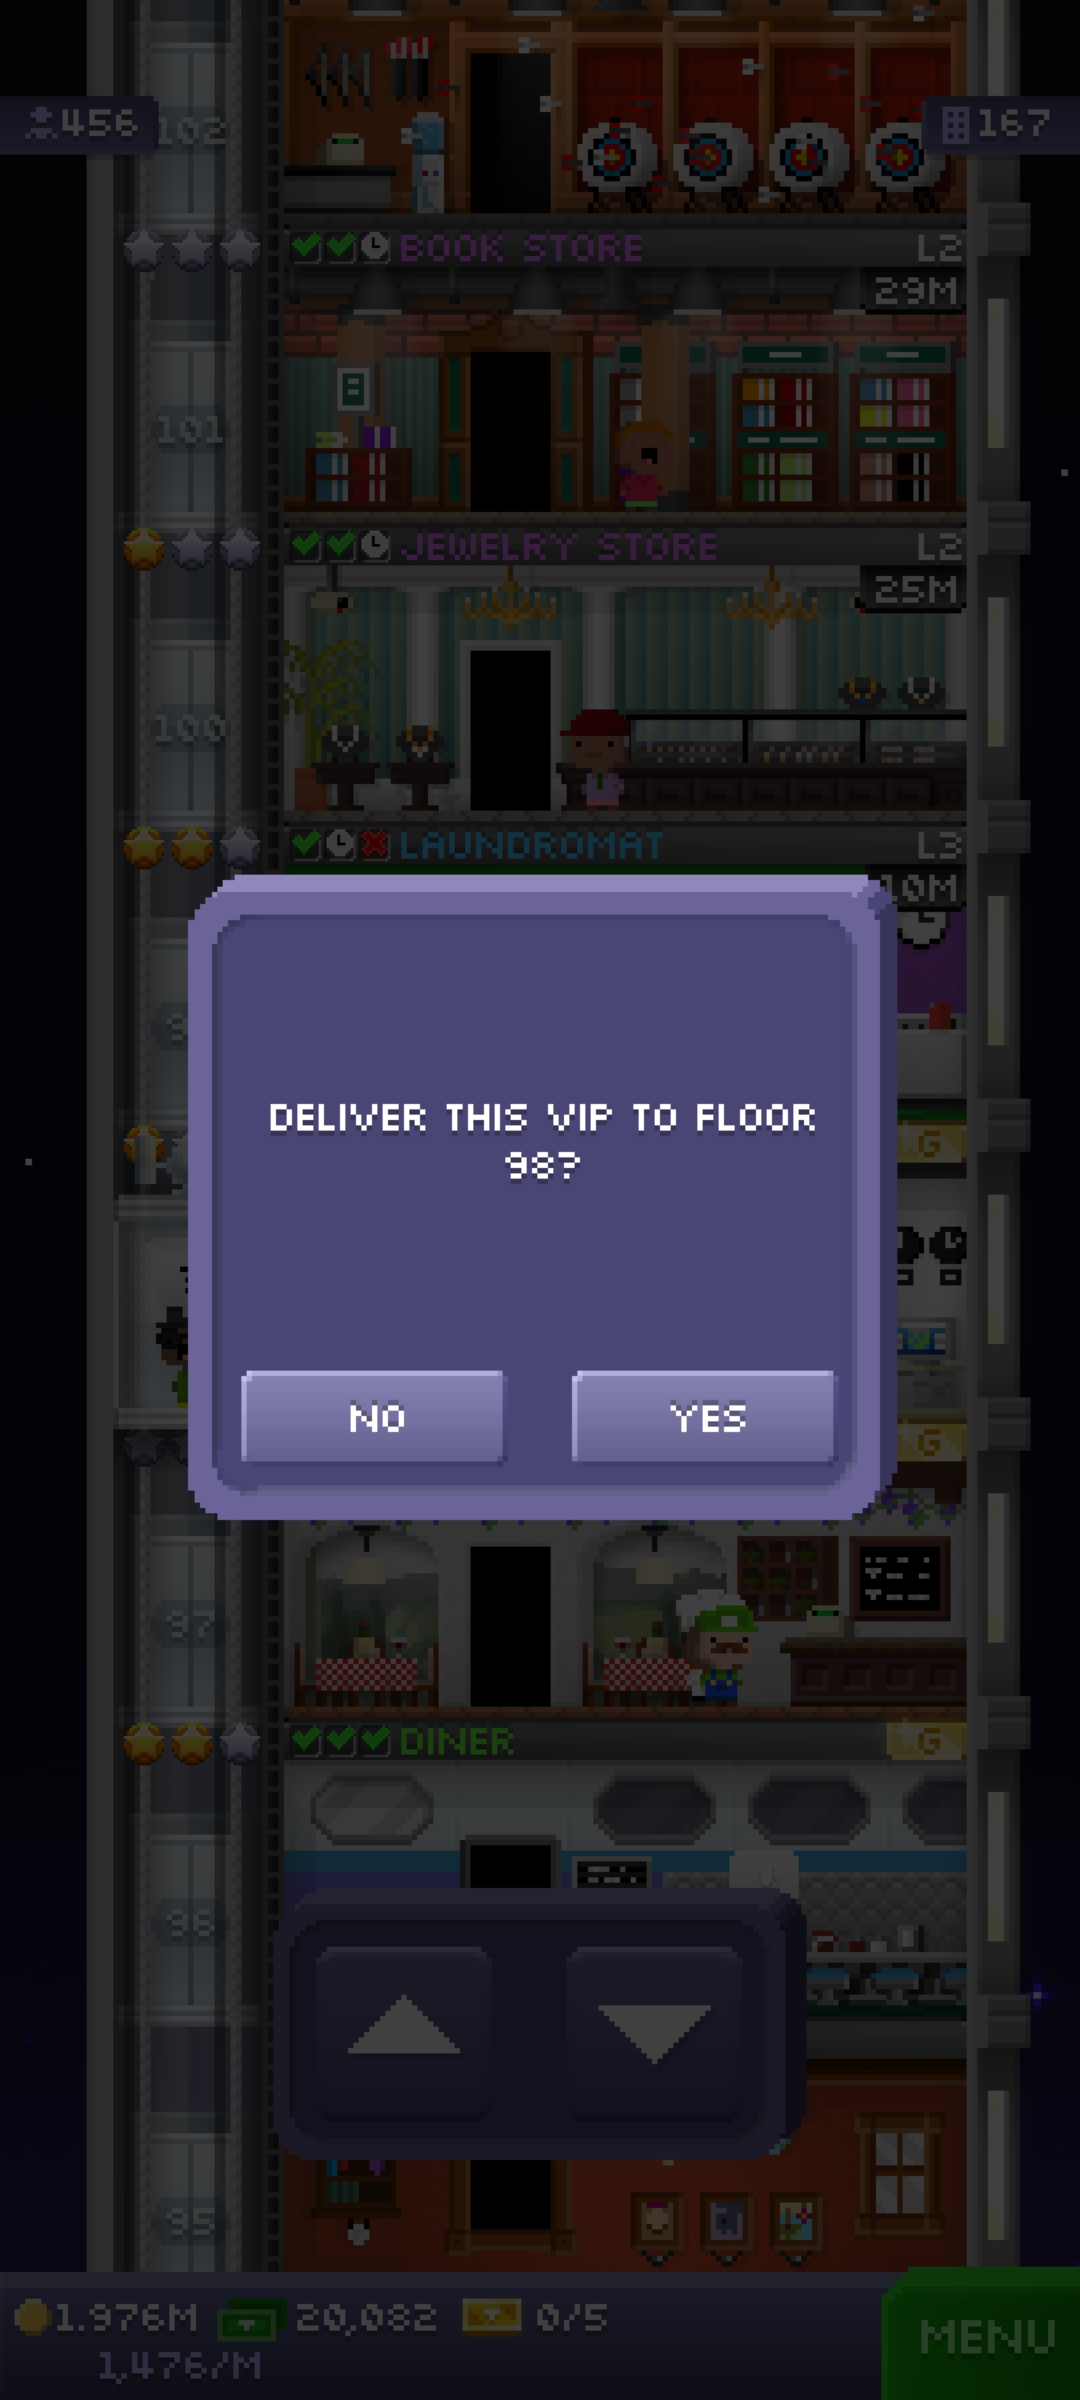 456
102
167
BOOK STORE L2
29M
101
JEWELRY STORE L2
25M
100
LAUNDROMAT L3
10M
G
DELIVER THIS VIP TO FLOOR
98?
NO YES
G
97
DINER G
96
95
1.976M 20,082 0/5
1,476/M
MENU